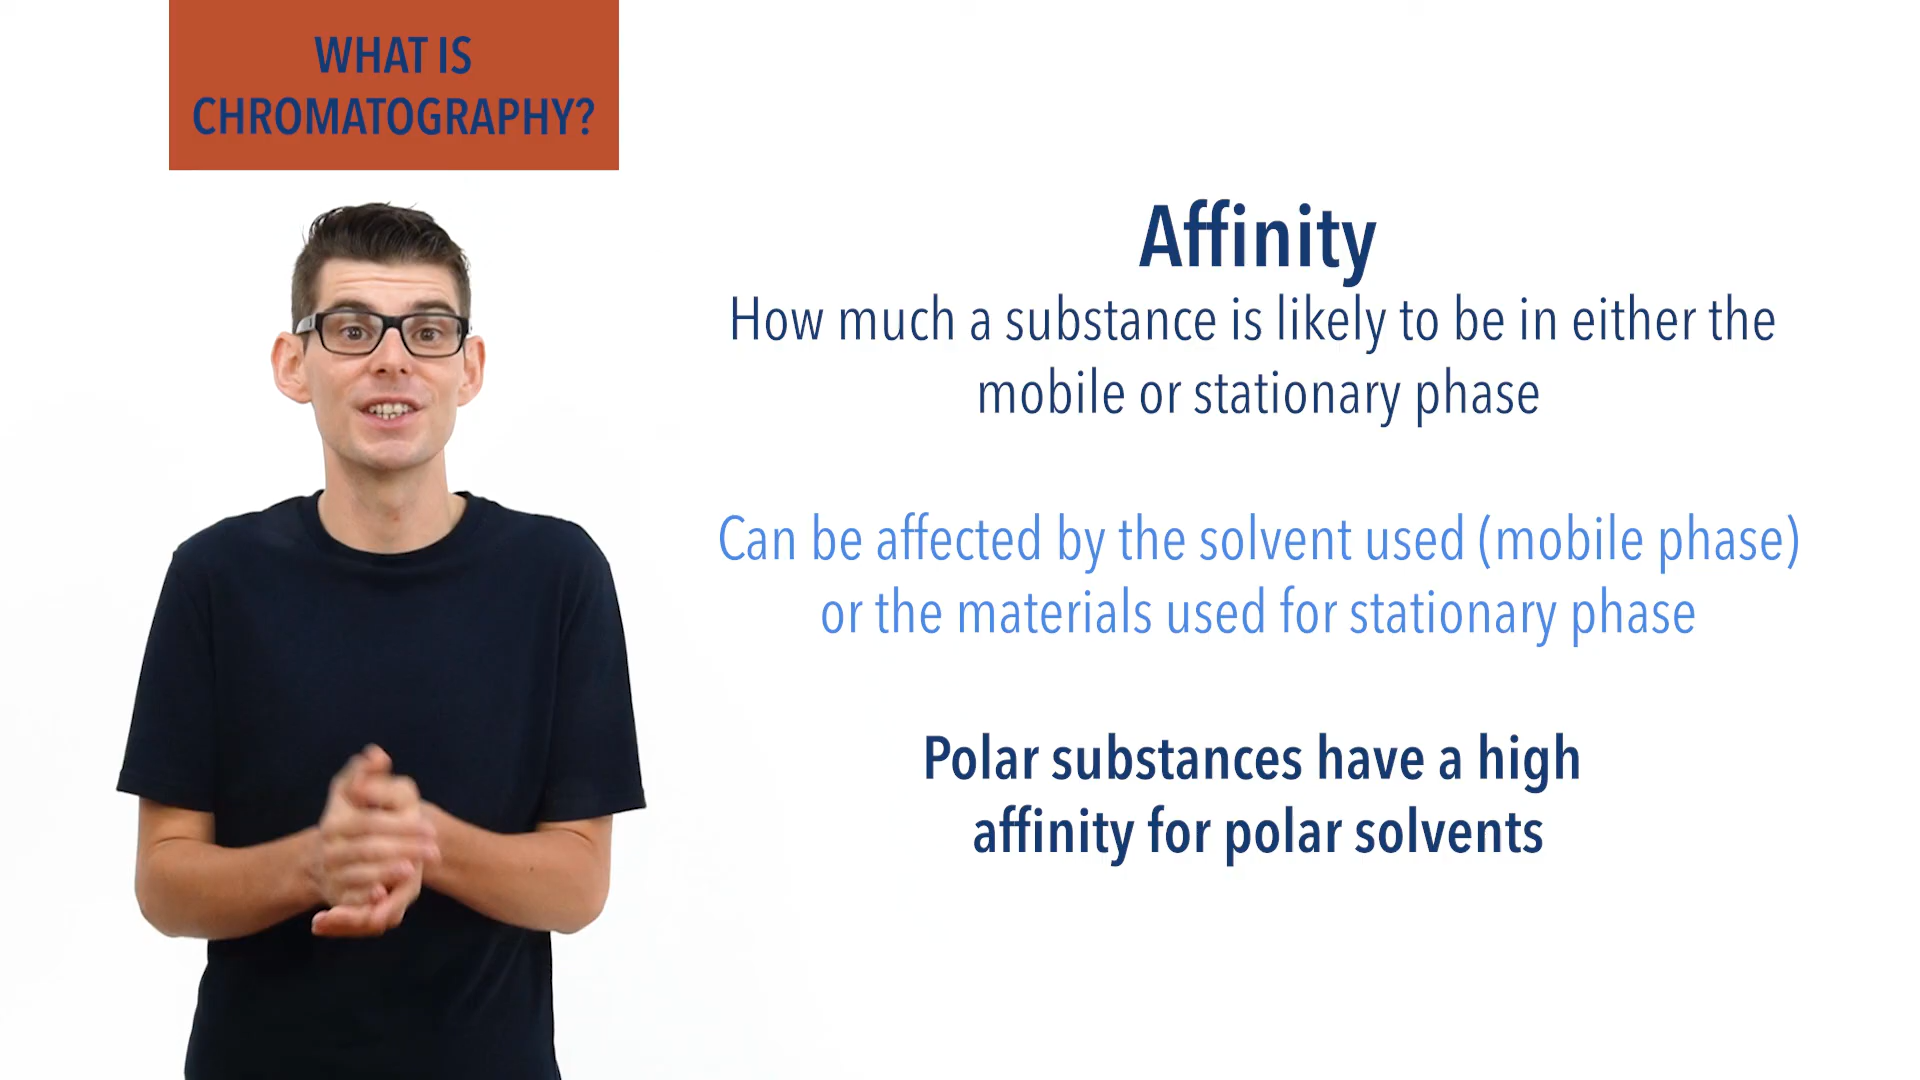 WHAT IS
CHROMATOGRAPHY?
Affinity
How much a substance is likely to be in either the
mobile or stationary phase
Can be affected by the solvent used (mobile phase)
or the materials used for stationary phase
Polar substances have a high
affinity for polar solvents